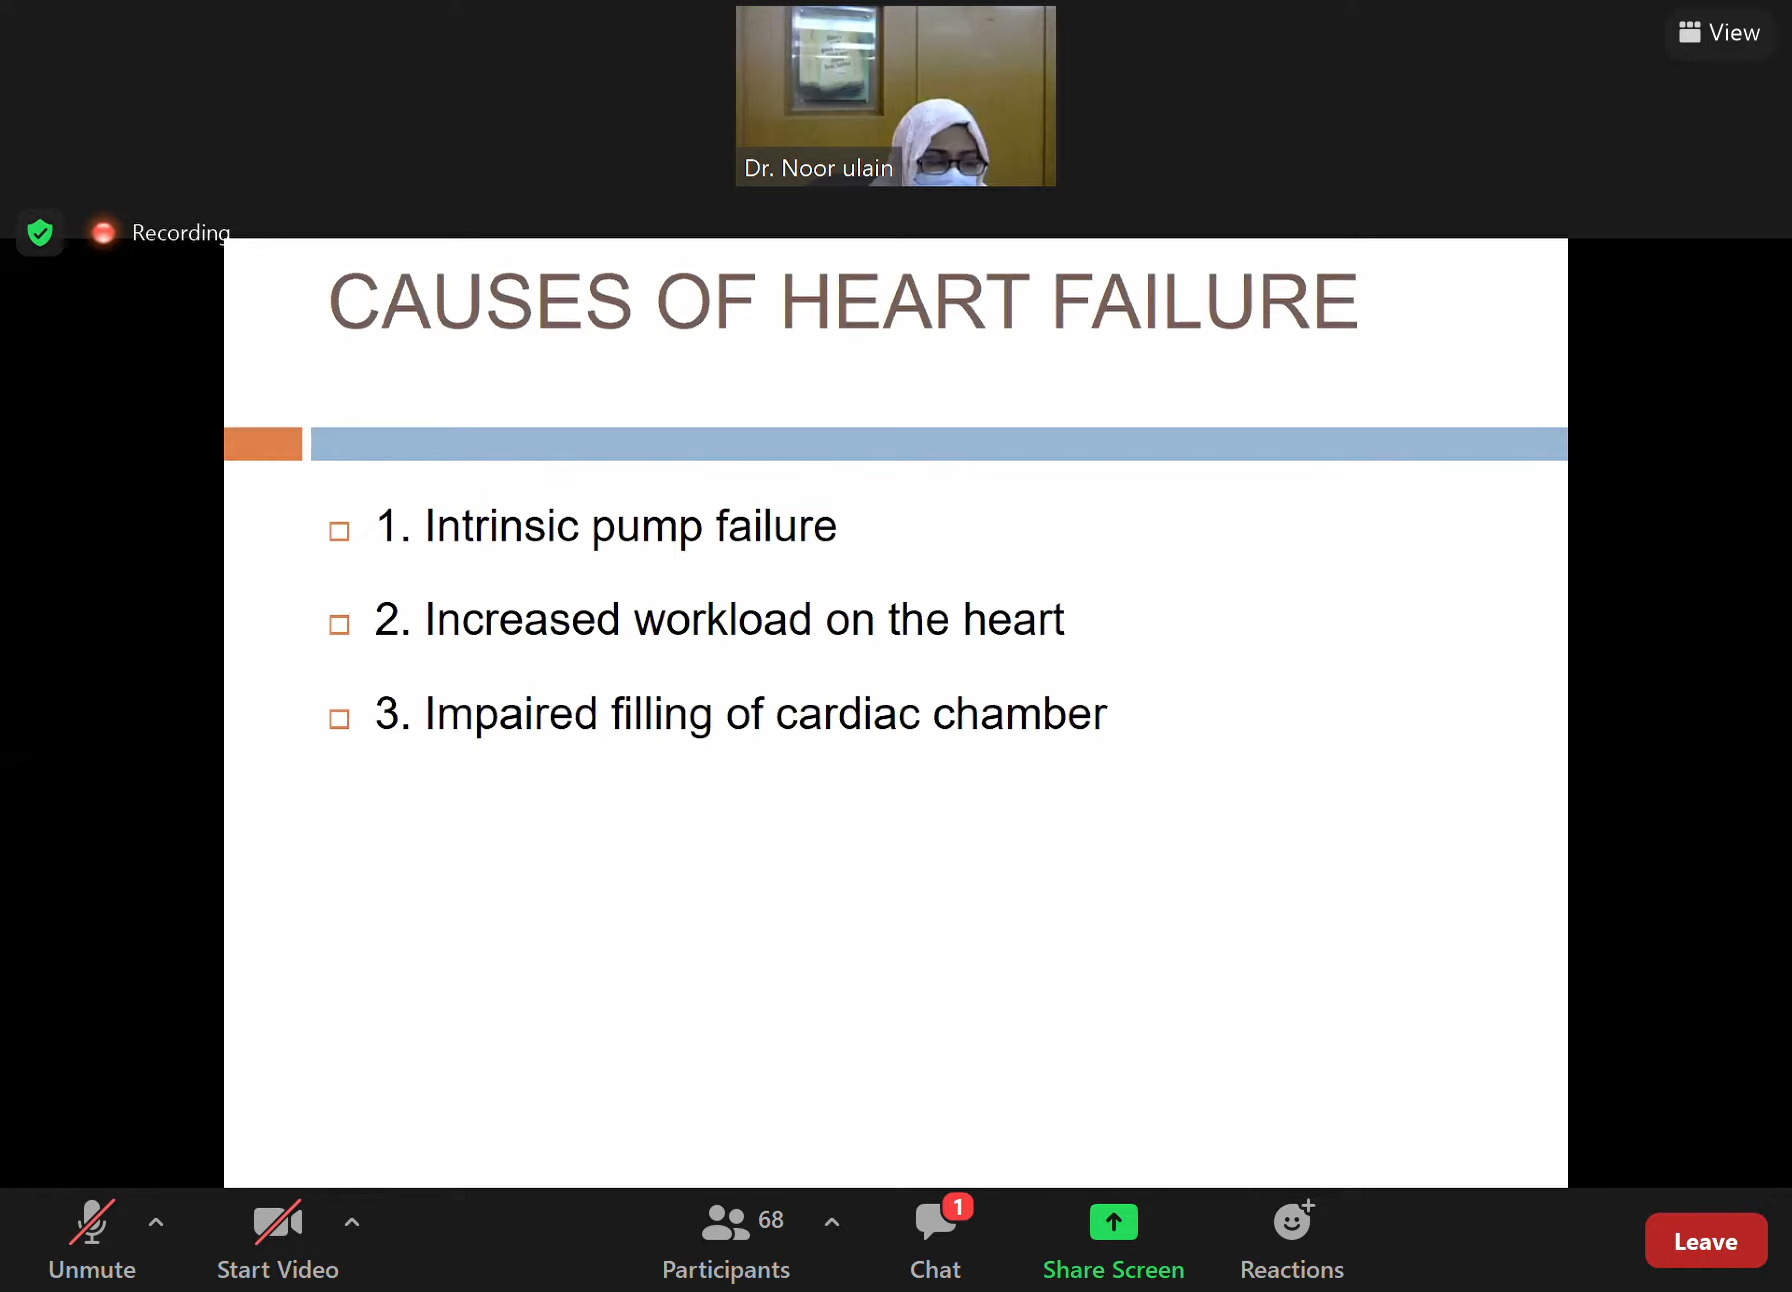 View
Dr. Noor ulain
Recording
CAUSES OF HEART FAILURE
1. Intrinsic pump failure
2. Increased workload on the heart
3. Impaired filling of cardiac chamber
68
1
Unmute
Start Video
Participants
Chat
Share Screen
Reactions
Leave